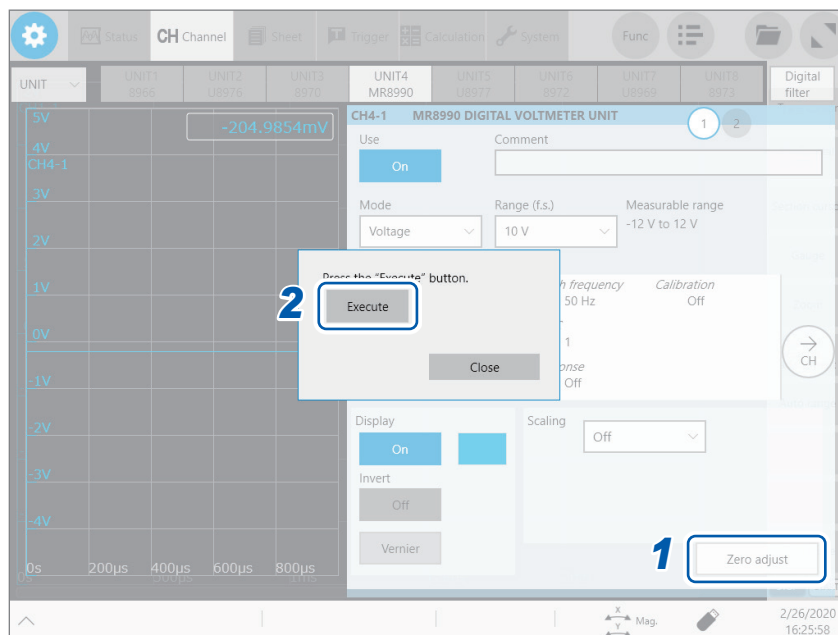 Status
CH Channel
Sheet
Trigger
Calculation
System
Func
UNIT
UNIT1
8966
UNIT2
U8976
UNIT3
8970
UNIT4
MR8990
UNIT5
U8977
UNIT6
8972
UNIT7
U8969
UNIT8
8973
Digital
filter
5V
-204.9854mV
4V
CH4-1
3V
2V
1V
0V
-1V
-2V
-3V
-4V
0s
200μs
400μs
600μs
800μs
0s
500μs
1ms
CH4-1 MR8990 DIGITAL VOLTMETER UNIT
1
2
Use
Comment
On
Mode
Range (f.s.)
Measurable range
Voltage
10 V
-12 V to 12 V
Press the "Execute" button.
2
Execute
Close
frequency
Calibration
50 Hz
Off
1
Off
CH
Display
Scaling
On
Off
Invert
Off
Vernier
1
Zero adjust
X
Y
Mag.
2/26/2020
16:25:58